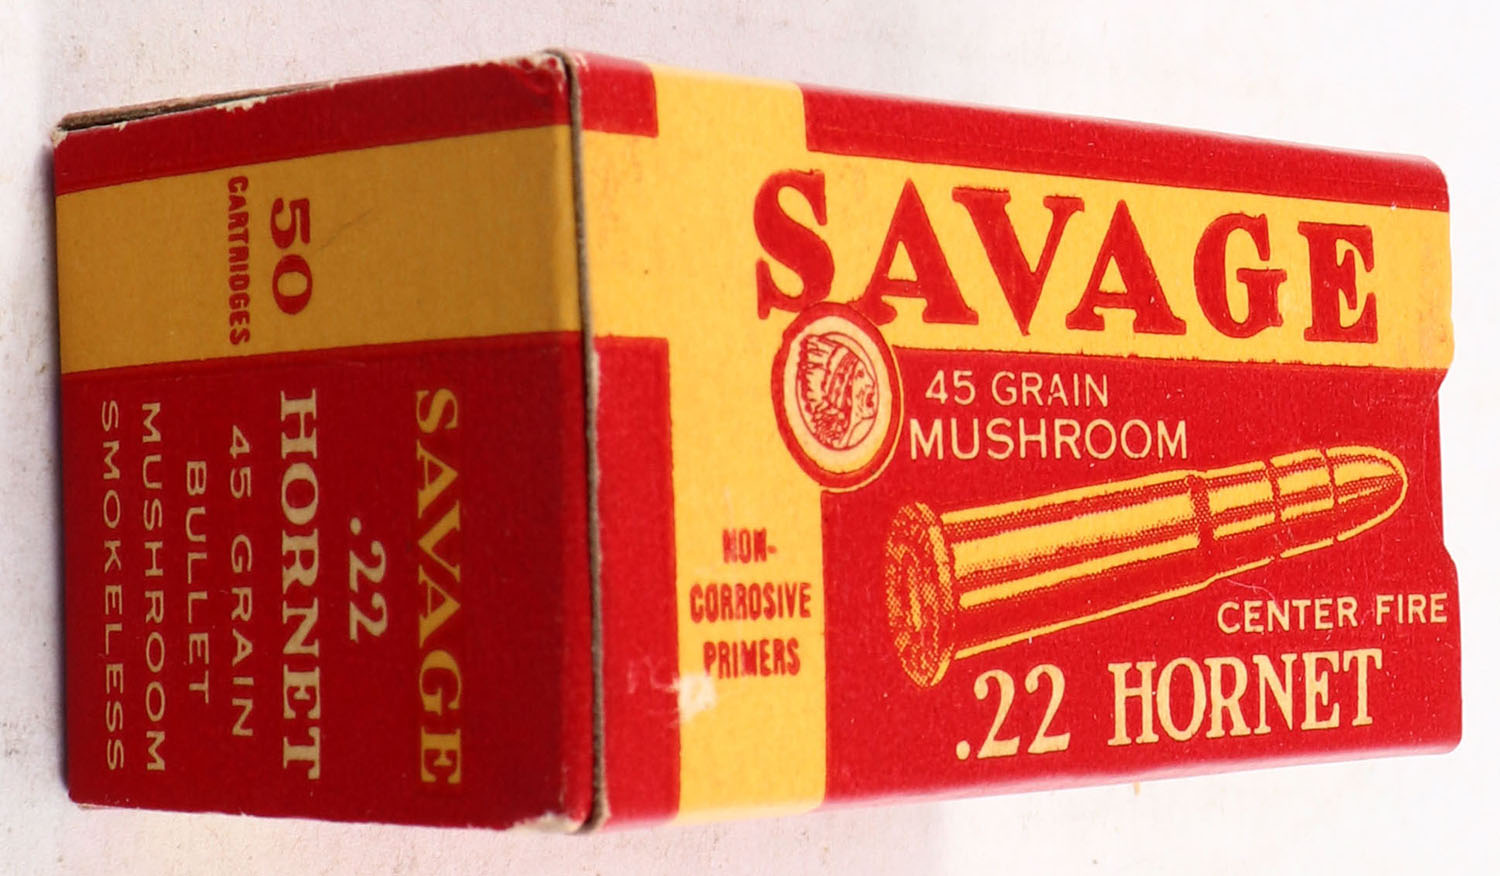 SAVAGE
45 GRAIN
MUSHROOM
NON-
CORROSIVE
PRIMERS
CENTER FIRE
.22 HORNET
50
CARTRIDGES
SAVAGE
.22
HORNET
45 GRAIN
BULLET
MUSHROOM
SMOKELESS